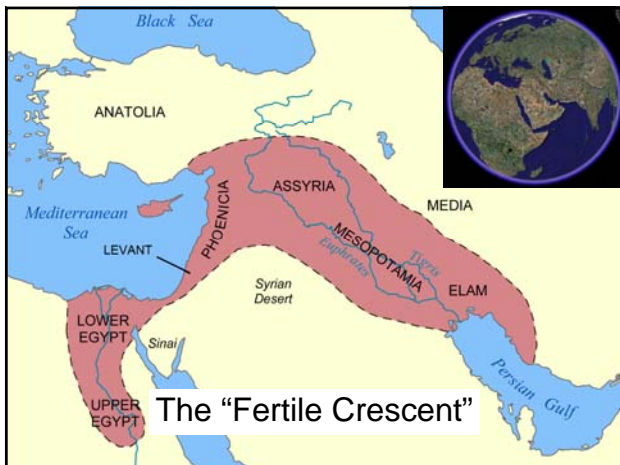 Black Sea
ANATOLIA
ASSYRIA
MEDIA
Mediterranean
Sea
PHOENICIA
MESOPOTAMIA
Tigris
Euphrates
LEVANT
ELAM
Syrian
Desert
LOWER
EGYPT
Sinai
Persian Gulf
UPPER
EGYPT
The “Fertile Crescent”